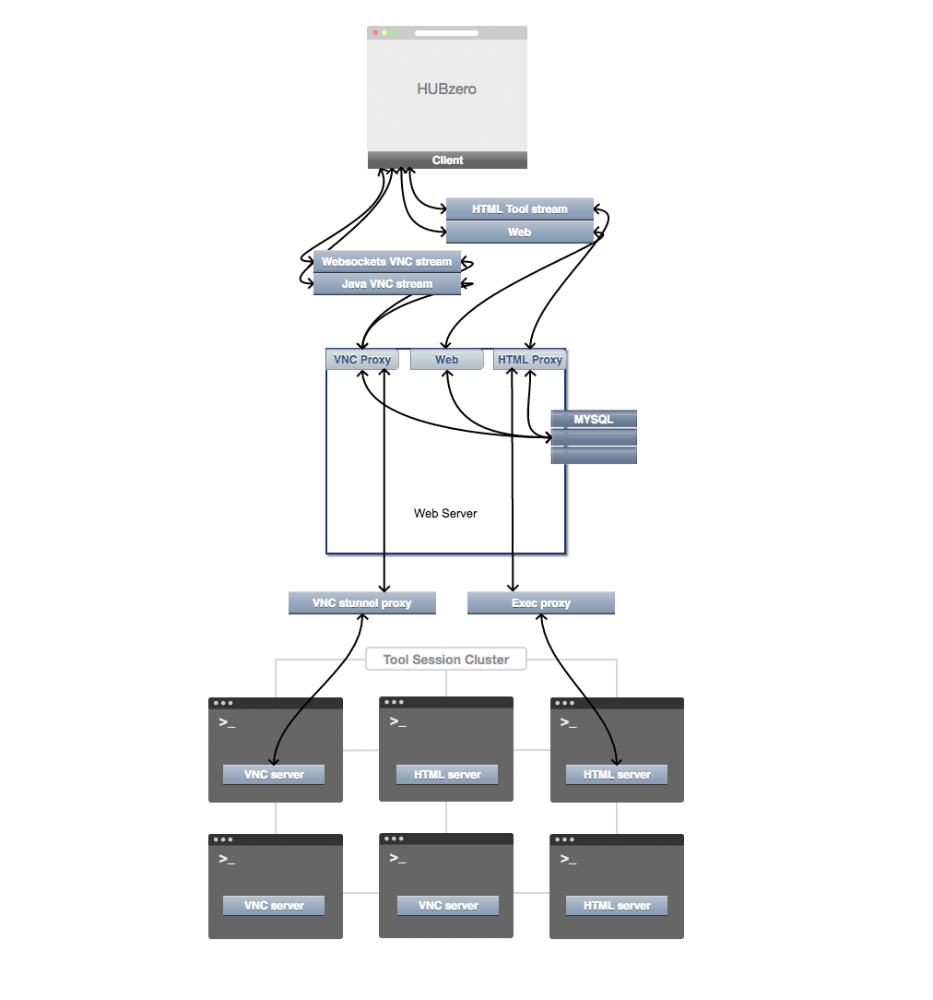 HUBzero
Client
HTML Tool stream
Web
Websockets VNC stream
Java VNC stream
VNC Proxy
Web
HTML Proxy
MYSQL
Web Server
VNC stunnel proxy
Exec proxy
Tool Session Cluster
>_
>_
>_
VNC server
HTML server
HTML server
>_
>_
>_
VNC server
VNC server
HTML server